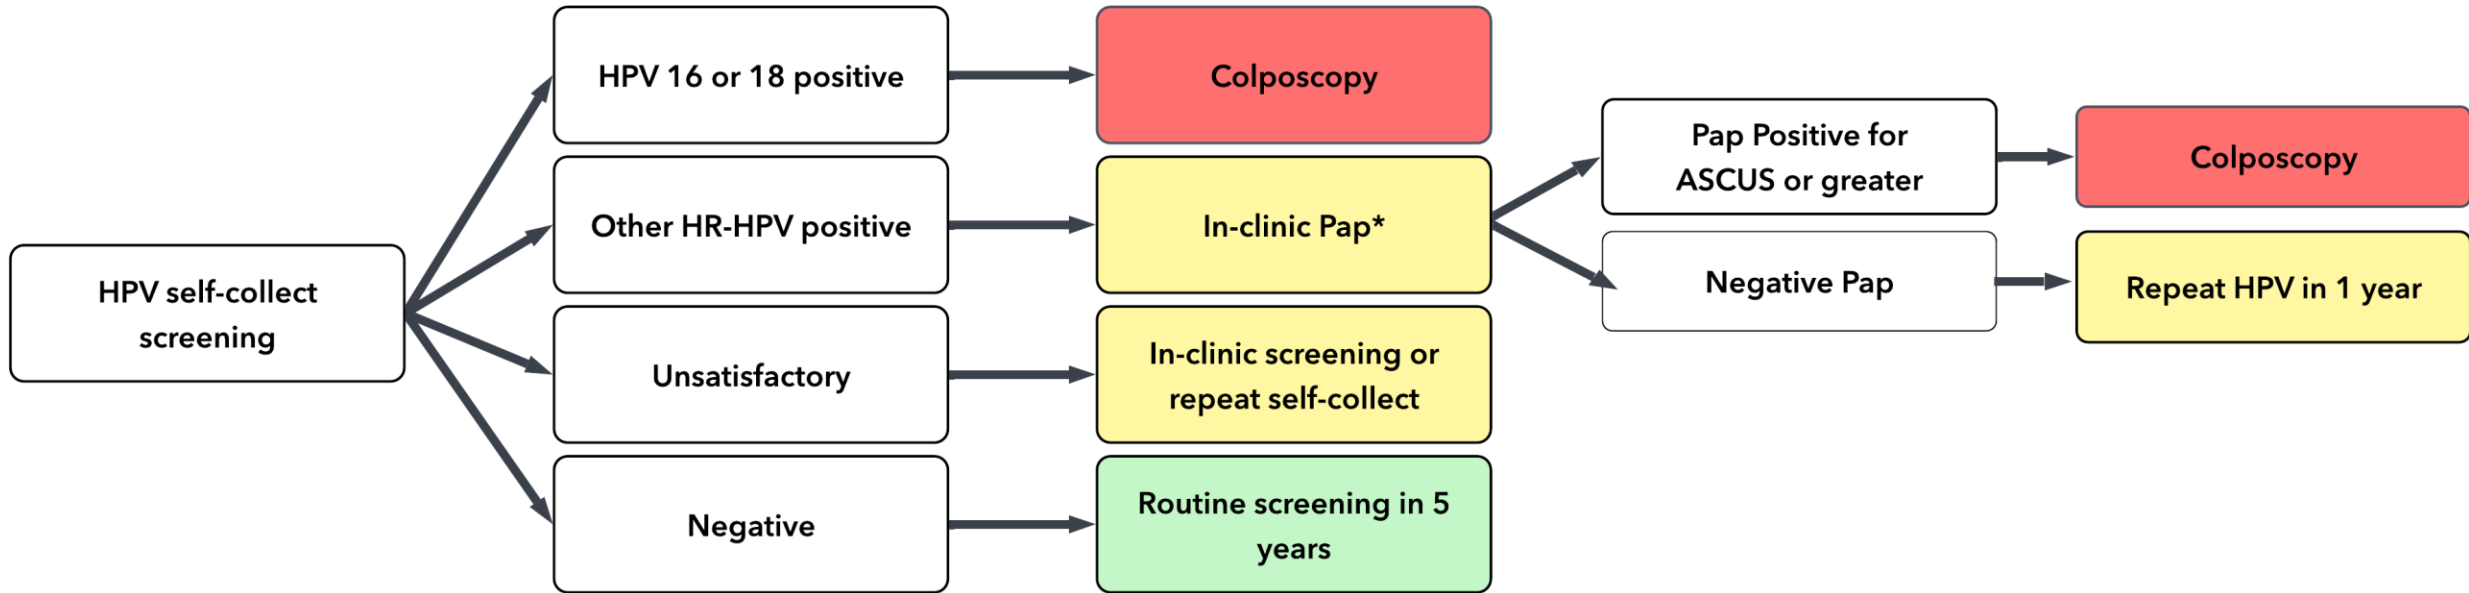 HPV self-collect
screening
HPV 16 or 18 positive
Colposcopy
Other HR-HPV positive
In-clinic Pap*
Pap Positive for
ASCUS or greater
Colposcopy
Negative Pap
Repeat HPV in 1 year
Unsatisfactory
In-clinic screening or
repeat self-collect
Negative
Routine screening in 5
years